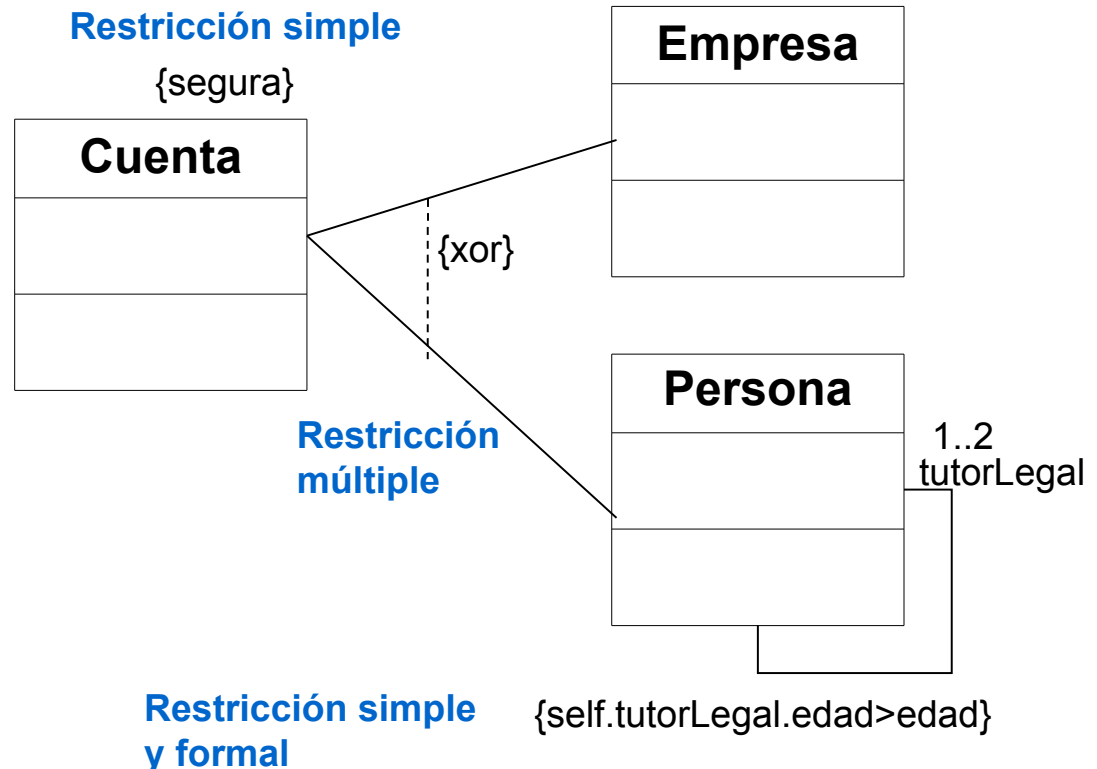 Restricción simple
{segura}
Cuenta
Empresa
{xor}
Restricción
múltiple
Persona
1..2
tutorLegal
Restricción simple
y formal
{self.tutorLegal.edad>edad}